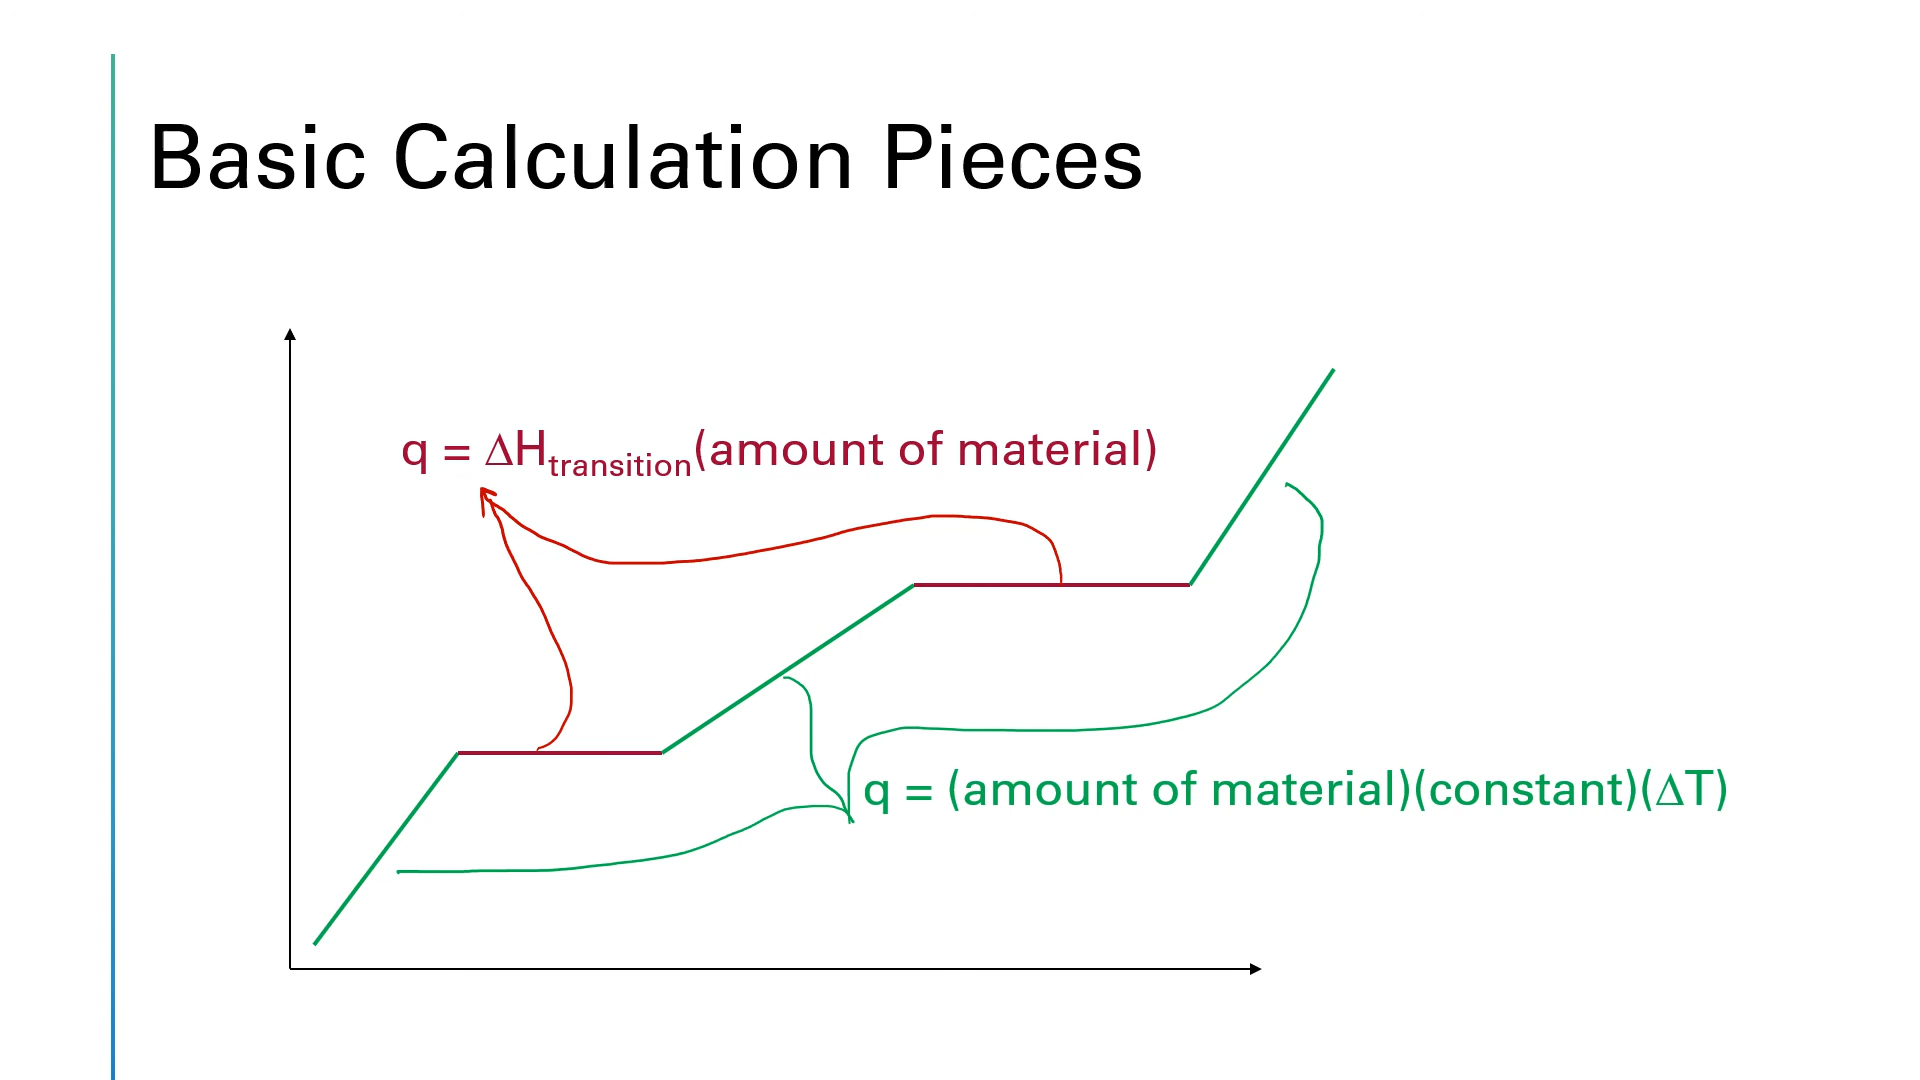 Basic Calculation Pieces
q = ΔHtransition(amount of material)
q = (amount of material)(constant)(ΔT)